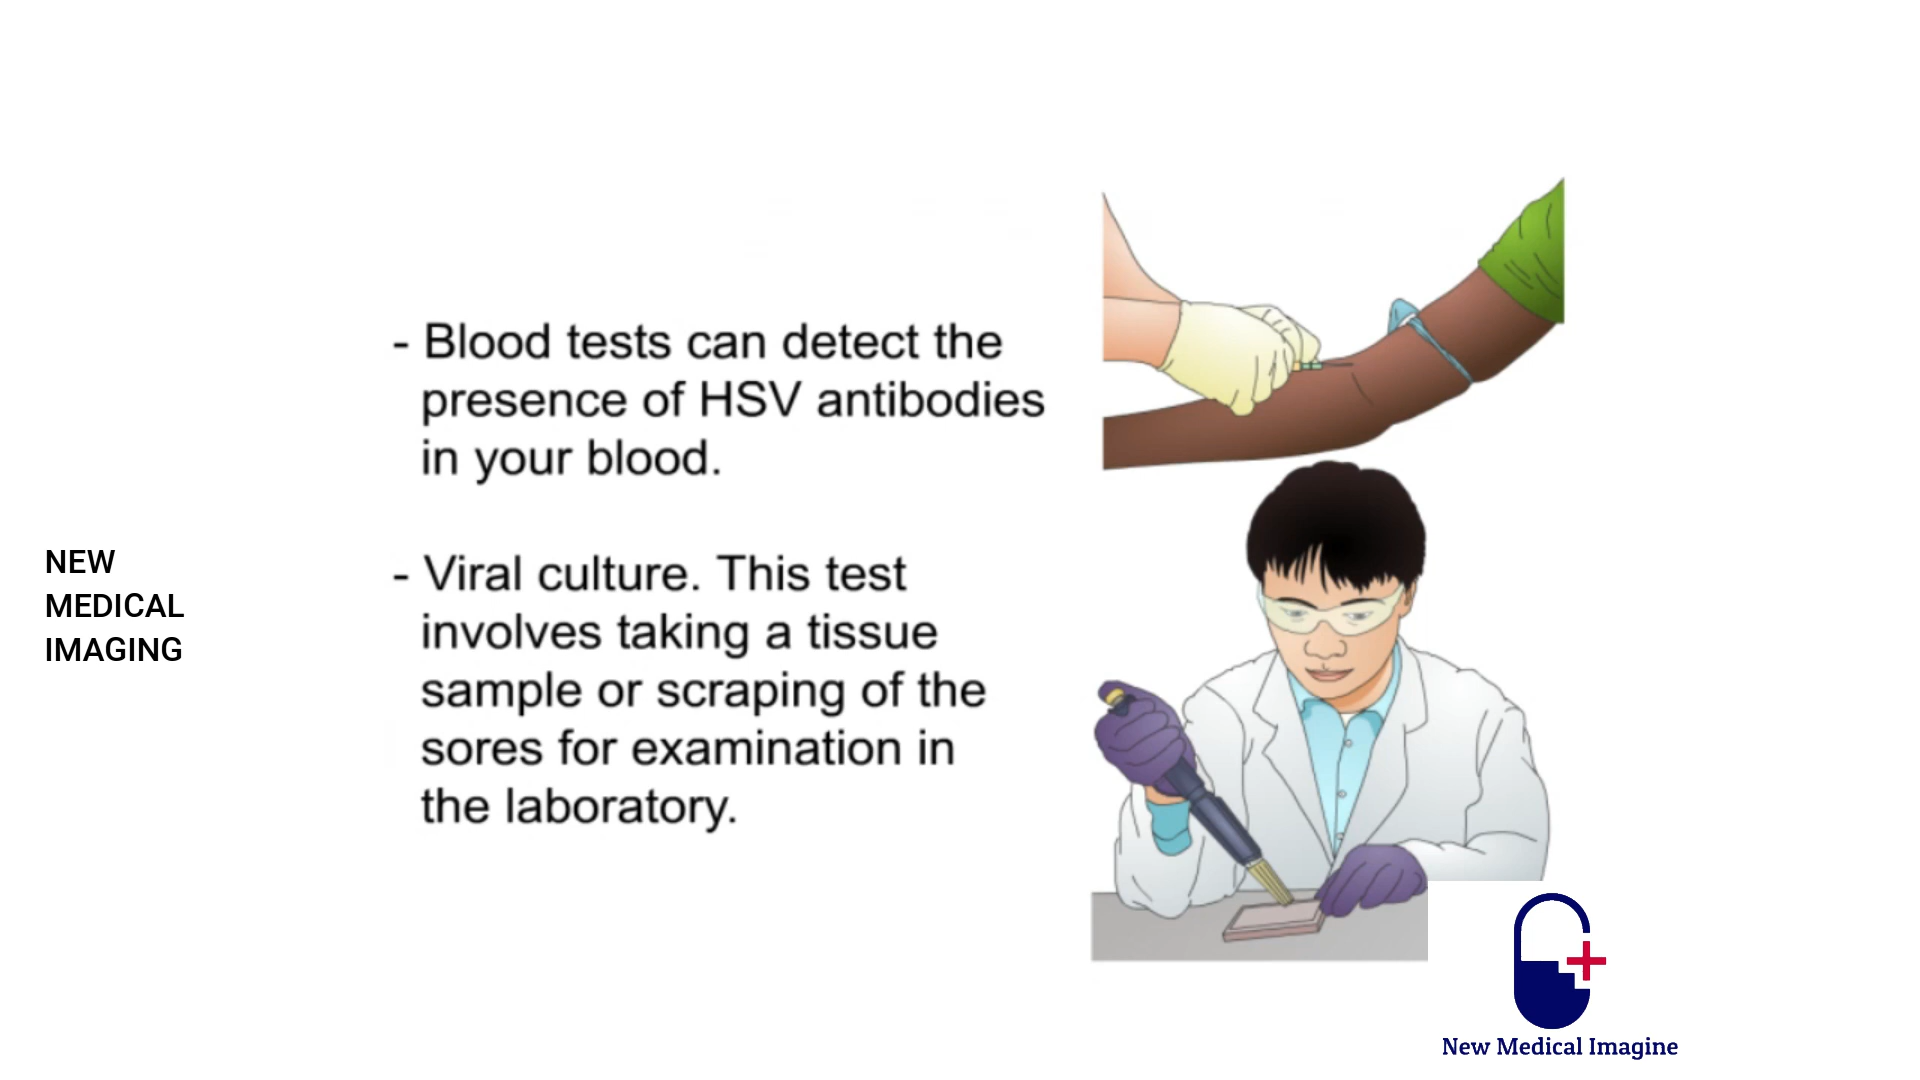 - Blood tests can detect the
presence of HSV antibodies
in your blood.
- Viral culture. This test
involves taking a tissue
sample or scraping of the
sores for examination in
the laboratory.
NEW
MEDICAL
IMAGING
New Medical Imagine